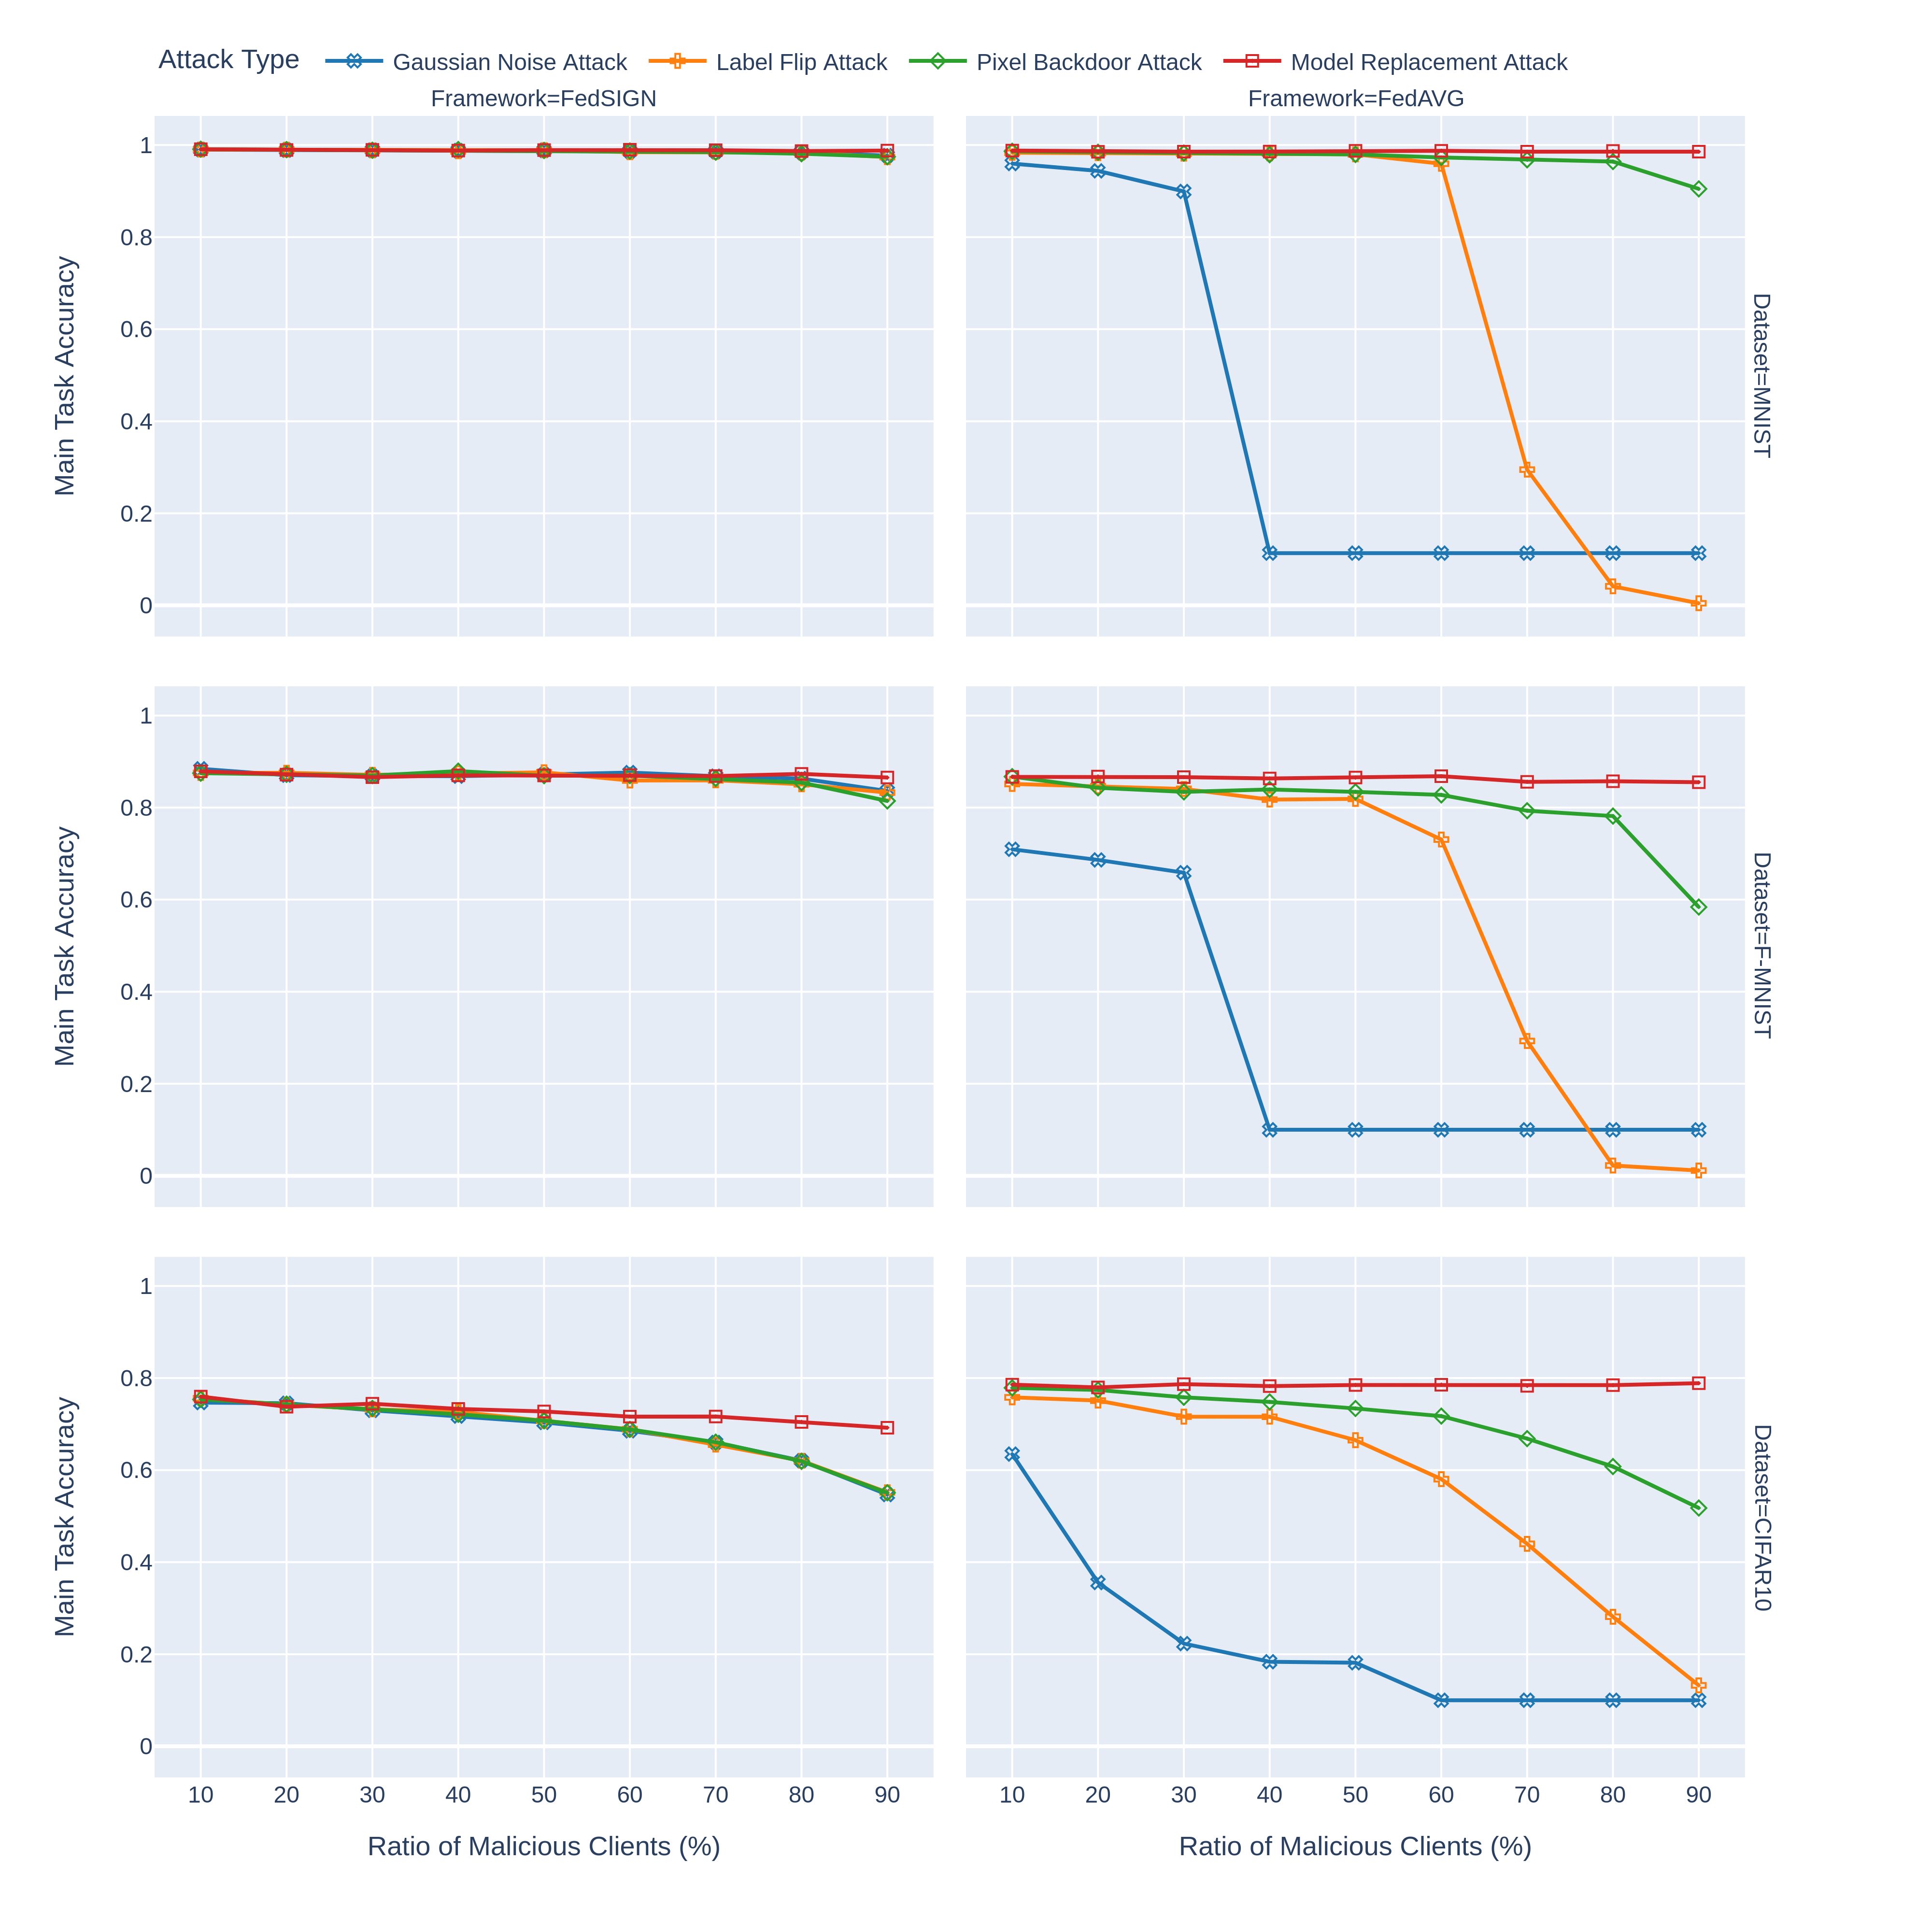 Attack Type Gaussian Noise Attack Label Flip Attack Pixel Backdoor Attack Model Replacement Attack
Framework=FedSIGN Framework=FedAVG
1
0.8
0.6
0.4
0.2
0
Main Task Accuracy
Dataset=MNIST
1
0.8
0.6
0.4
0.2
0
Main Task Accuracy
Dataset=F-MNIST
1
0.8
0.6
0.4
0.2
0
Main Task Accuracy
Dataset=CIFAR10
10 20 30 40 50 60 70 80 90 10 20 30 40 50 60 70 80 90
Ratio of Malicious Clients (%) Ratio of Malicious Clients (%)